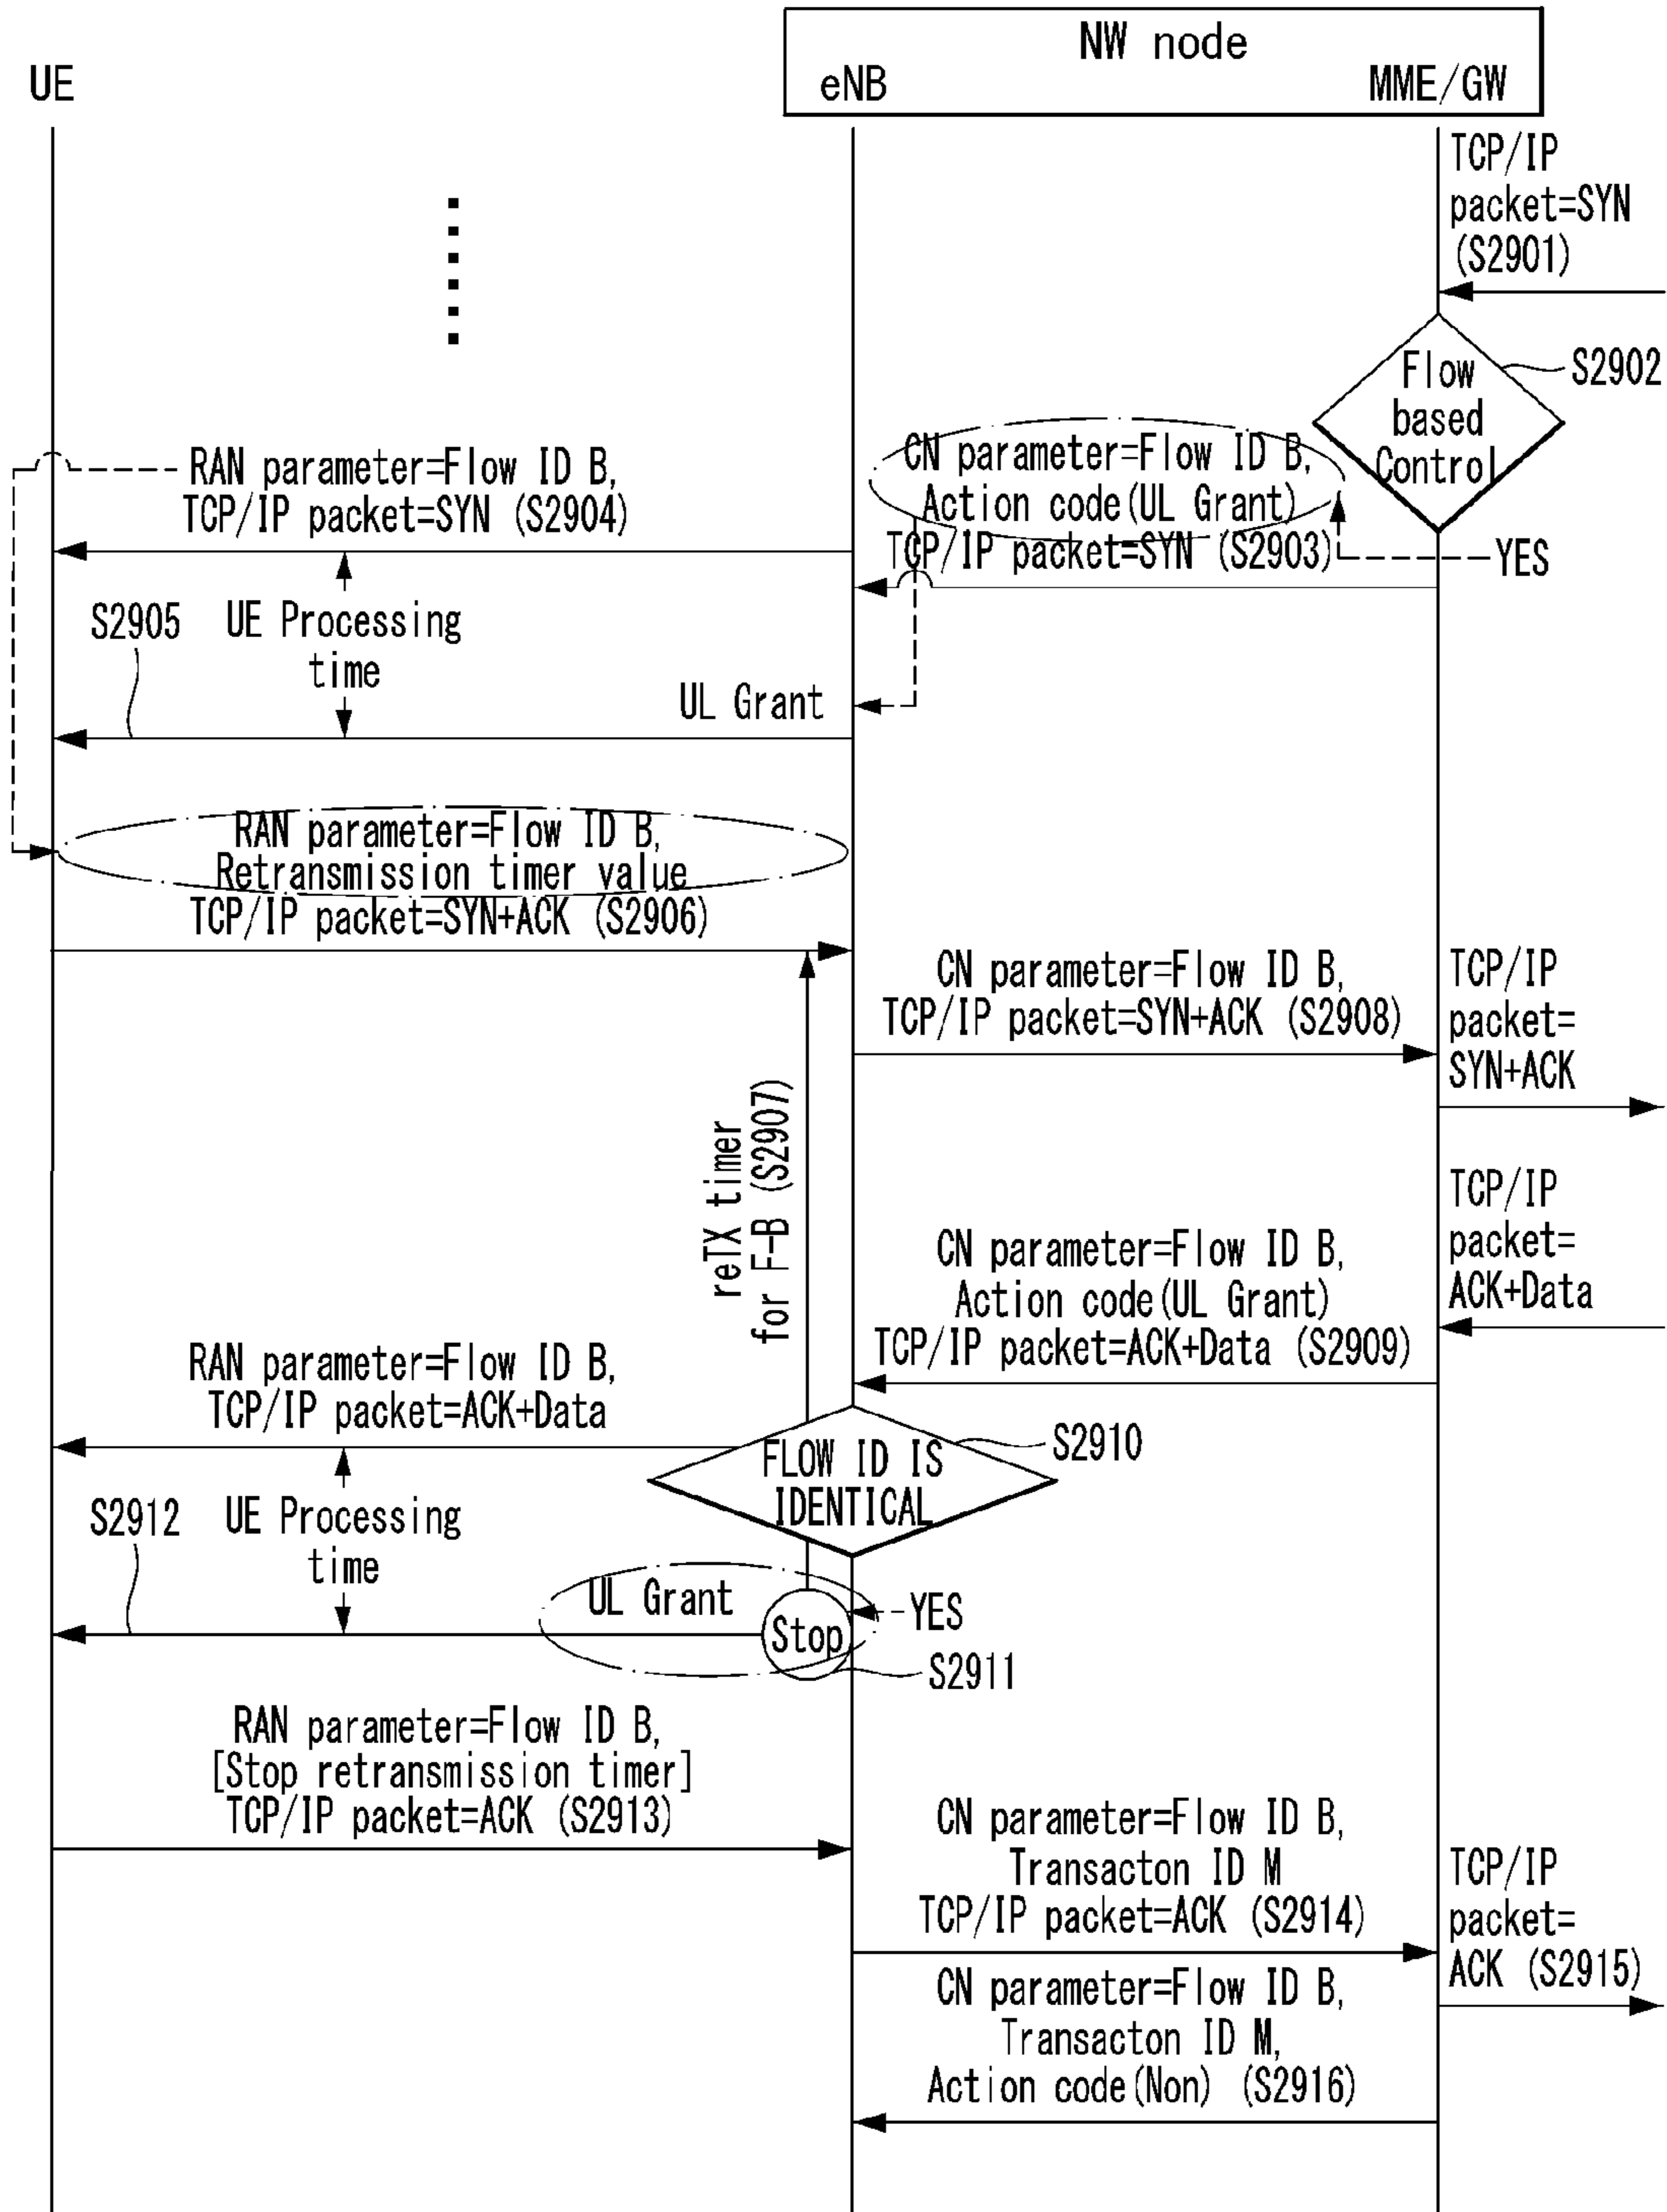 NW node
UE
eNB
MME/GW
TCP/IP
packet=SYN
(S2901)
Flow
based
Control
S2902
RAN parameter=Flow ID B,
TCP/IP packet=SYN (S2904)
CN parameter=Flow ID B,
Action code(UL Grant)
TCP/IP packet=SYN (S2903)
YES
S2905
UE Processing
time
UL Grant
RAN parameter=Flow ID B,
Retransmission timer value
TCP/IP packet=SYN+ACK (S2906)
CN parameter=Flow ID B,
TCP/IP packet=SYN+ACK (S2908)
TCP/IP
packet=
SYN+ACK
reTX timer
for F-B (S2907)
TCP/IP
packet=
ACK+Data
CN parameter=Flow ID B,
Action code(UL Grant)
TCP/IP packet=ACK+Data (S2909)
RAN parameter=Flow ID B,
TCP/IP packet=ACK+Data
FLOW ID IS
IDENTICAL
S2910
S2912
UE Processing
time
UL Grant
Stop
YES
S2911
RAN parameter=Flow ID B,
[Stop retransmission timer]
TCP/IP packet=ACK (S2913)
CN parameter=Flow ID B,
Transacton ID M
TCP/IP packet=ACK (S2914)
TCP/IP
packet=
ACK (S2915)
CN parameter=Flow ID B,
Transacton ID M,
Action code(Non) (S2916)